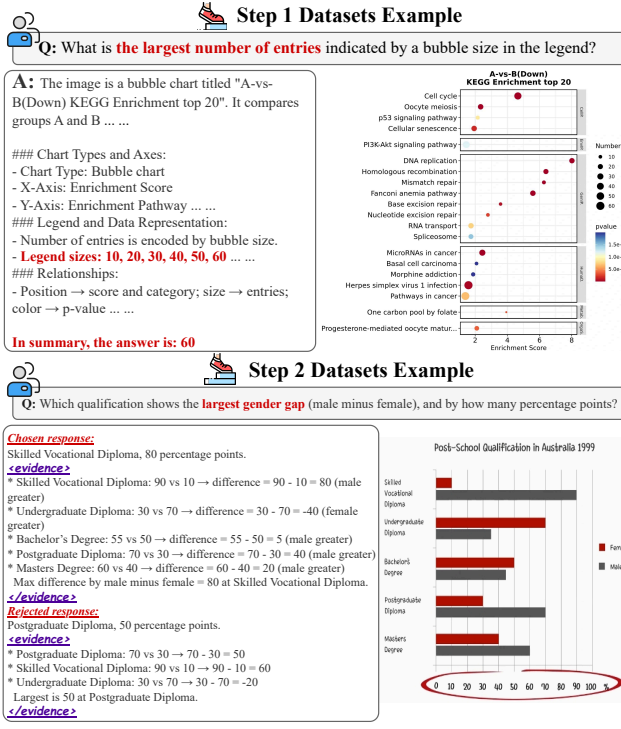 Step 1 Datasets Example
Q: What is the largest number of entries indicated by a bubble size in the legend?
A: The image is a bubble chart titled "A-vs-
B(Down) KEGG Enrichment top 20". It compares
groups A and B ... ...
### Chart Types and Axes:
- Chart Type: Bubble chart
- X-Axis: Enrichment Score
- Y-Axis: Enrichment Pathway ... ...
### Legend and Data Representation:
- Number of entries is encoded by bubble size.
- Legend sizes: 10, 20, 30, 40, 50, 60 ... ...
### Relationships:
- Position → score and category; size → entries;
color → p-value ... ...
In summary, the answer is: 60
A-vs-B(Down)
KEGG Enrichment top 20
Cell cycle
Oocyte meiosis
p53 signaling pathway
Cellular senescence
PI3K-Akt signaling pathway
DNA replication
Homologous recombination
Mismatch repair
Fanconi anemia pathway
Base excision repair
Nucleotide excision repair
RNA transport
Spliceosome
MicroRNAs in cancer
Basal cell carcinoma
Morphine addiction
Herpes simplex virus 1 infection
Pathways in cancer
One carbon pool by folate
Progesterone-mediated oocyte matur...
2 4 6 8
Enrichment Score
Number
10
20
30
40
50
60
pvalue
1.5e-
1.0e-
5.0e-
Step 2 Datasets Example
Q: Which qualification shows the largest gender gap (male minus female), and by how many percentage points?
Chosen response:
Skilled Vocational Diploma, 80 percentage points.
<evidence>
* Skilled Vocational Diploma: 90 vs 10 → difference = 90 - 10 = 80 (male
greater)
* Undergraduate Diploma: 30 vs 70 → difference = 30 - 70 = -40 (female
greater)
* Bachelor's Degree: 55 vs 50 → difference = 55 - 50 = 5 (male greater)
* Postgraduate Diploma: 70 vs 30 → difference = 70 - 30 = 40 (male greater)
* Masters Degree: 60 vs 40 → difference = 60 - 40 = 20 (male greater)
Max difference by male minus female = 80 at Skilled Vocational Diploma.
</evidence>
Rejected response:
Postgraduate Diploma, 50 percentage points.
<evidence>
* Postgraduate Diploma: 70 vs 30 → 70 - 30 = 50
* Skilled Vocational Diploma: 90 vs 10 → 90 - 10 = 60
* Undergraduate Diploma: 30 vs 70 → 30 - 70 = -20
Largest is 50 at Postgraduate Diploma.
</evidence>
Post-School Qualification in Australia 1999
Skilled
Vocational
Diploma
Undergraduate
Diploma
Bachelors
Degree
Postgraduate
Diploma
Masters
Degree
Fem
Male
0 10 20 30 40 50 60 70 80 90 100 %